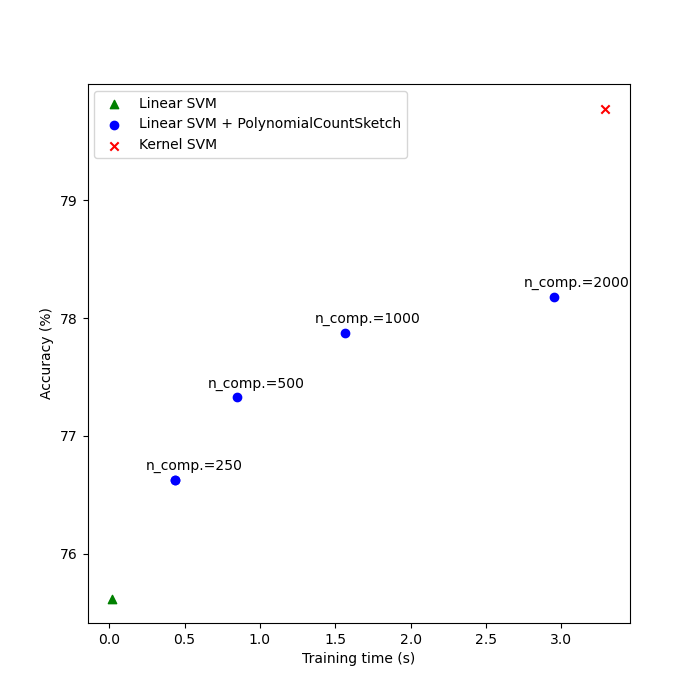 Linear SVM
Linear SVM + PolynomialCountSketch
Kernel SVM
79
n_comp.=2000
78
n_comp.=1000
n_comp.=500
77
n_comp.=250
76
Accuracy (%)
0.0 0.5 1.0 1.5 2.0 2.5 3.0
Training time (s)